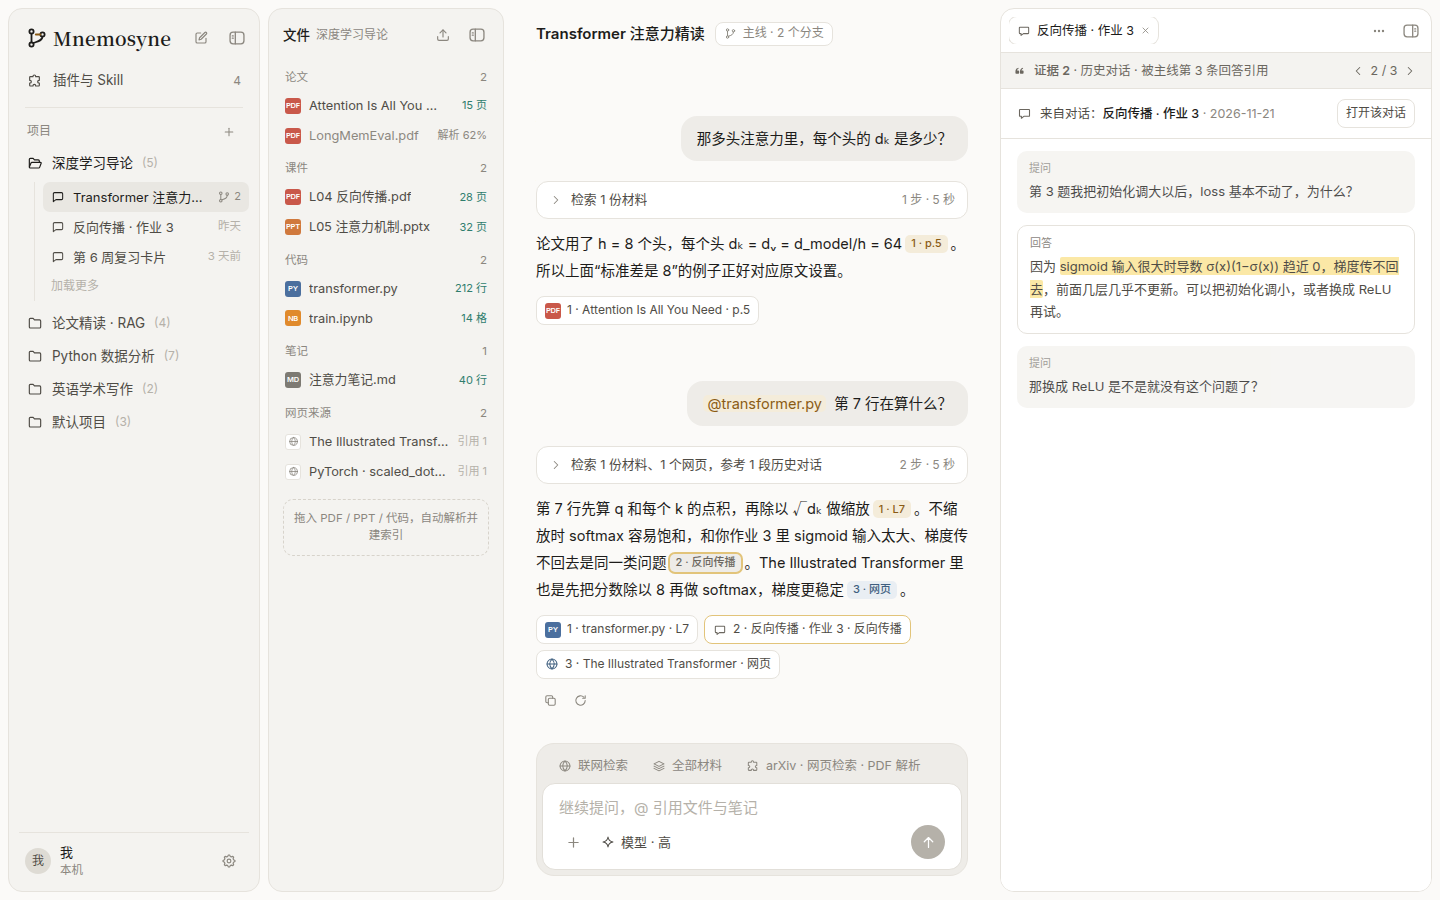 Mnemosyne
插件与 Skill 4
项目
深度学习导论 (5)
Transformer 注意力... 2
反向传播 · 作业 3 昨天
第 6 周复习卡片 3 天前
加载更多
论文精读 · RAG (4)
Python 数据分析 (7)
英语学术写作 (2)
默认项目 (3)
我 我
本机
文件 深度学习导论
论文 2
PDF Attention Is All You ... 15 页
PDF LongMemEval.pdf 解析 62%
课件 2
PDF L04 反向传播.pdf 28 页
PPT L05 注意力机制.pptx 32 页
代码 2
PY transformer.py 212 行
NB train.ipynb 14 格
笔记 1
MD 注意力笔记.md 40 行
网页来源 2
The Illustrated Transf... 引用 1
PyTorch · scaled_dot... 引用 1
拖入 PDF / PPT / 代码，自动解析并
建索引
Transformer 注意力精读 主线 · 2 个分支
那多头注意力里，每个头的 dₖ 是多少？
检索 1 份材料 1 步 · 5 秒
论文用了 h = 8 个头，每个头 dₖ = dᵥ = d_model/h = 64 1 · p.5 。
所以上面“标准差是 8”的例子正好对应原文设置。
PDF 1 · Attention Is All You Need · p.5
@transformer.py 第 7 行在算什么？
检索 1 份材料、1 个网页，参考 1 段历史对话 2 步 · 5 秒
第 7 行先算 q 和每个 k 的点积，再除以 √dₖ 做缩放 1 · L7 。不缩
放时 softmax 容易饱和，和你作业 3 里 sigmoid 输入太大、梯度传
不回去是同一类问题 2 · 反向传播 。The Illustrated Transformer 里
也是先把分数除以 8 再做 softmax，梯度更稳定 3 · 网页 。
PY 1 · transformer.py · L7 2 · 反向传播 · 作业 3 · 反向传播
3 · The Illustrated Transformer · 网页
联网检索 全部材料 arXiv · 网页检索 · PDF 解析
继续提问，@ 引用文件与笔记
模型 · 高
反向传播 · 作业 3 ×
证据 2 · 历史对话 · 被主线第 3 条回答引用 2 / 3
来自对话：反向传播 · 作业 3 · 2026-11-21 打开该对话
提问
第 3 题我把初始化调大以后，loss 基本不动了，为什么？
回答
因为 sigmoid 输入很大时导数 σ(x)(1−σ(x)) 趋近 0，梯度传不回
去，前面几层几乎不更新。可以把初始化调小，或者换成 ReLU
再试。
提问
那换成 ReLU 是不是就没有这个问题了？